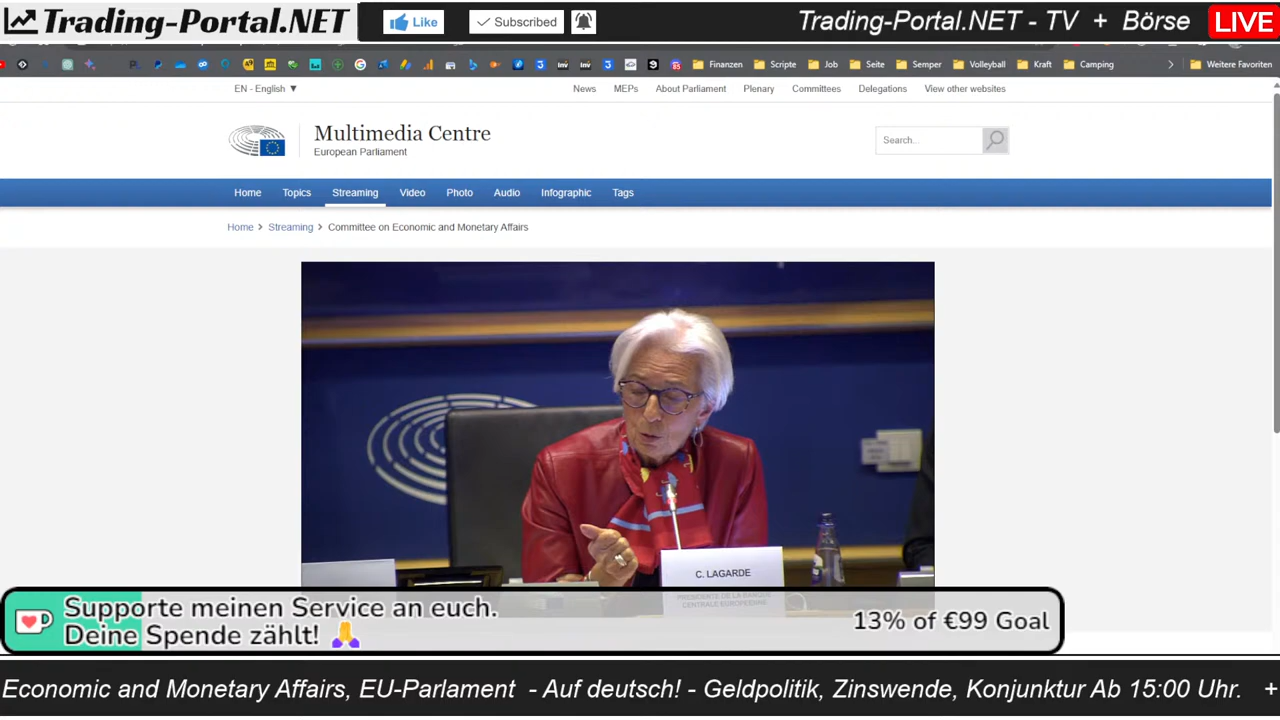 Trading-Portal.NET
Like
Subscribed
Trading-Portal.NET - TV + Börse
LIVE
Finanzen
Scripte
Job
Seite
Semper
Volleyball
Kraft
Camping
Weitere Favoriten
EN - English ▼
News
MEPs
About Parliament
Plenary
Committees
Delegations
View other websites
Multimedia Centre
European Parliament
Search...
Home
Topics
Streaming
Video
Photo
Audio
Infographic
Tags
Home > Streaming > Committee on Economic and Monetary Affairs
C. LAGARDE
Supporte meinen Service an euch.
Deine Spende zählt! 🙏
13% of €99 Goal
Economic and Monetary Affairs, EU-Parlament - Auf deutsch! - Geldpolitik, Zinswende, Konjunktur Ab 15:00 Uhr. +